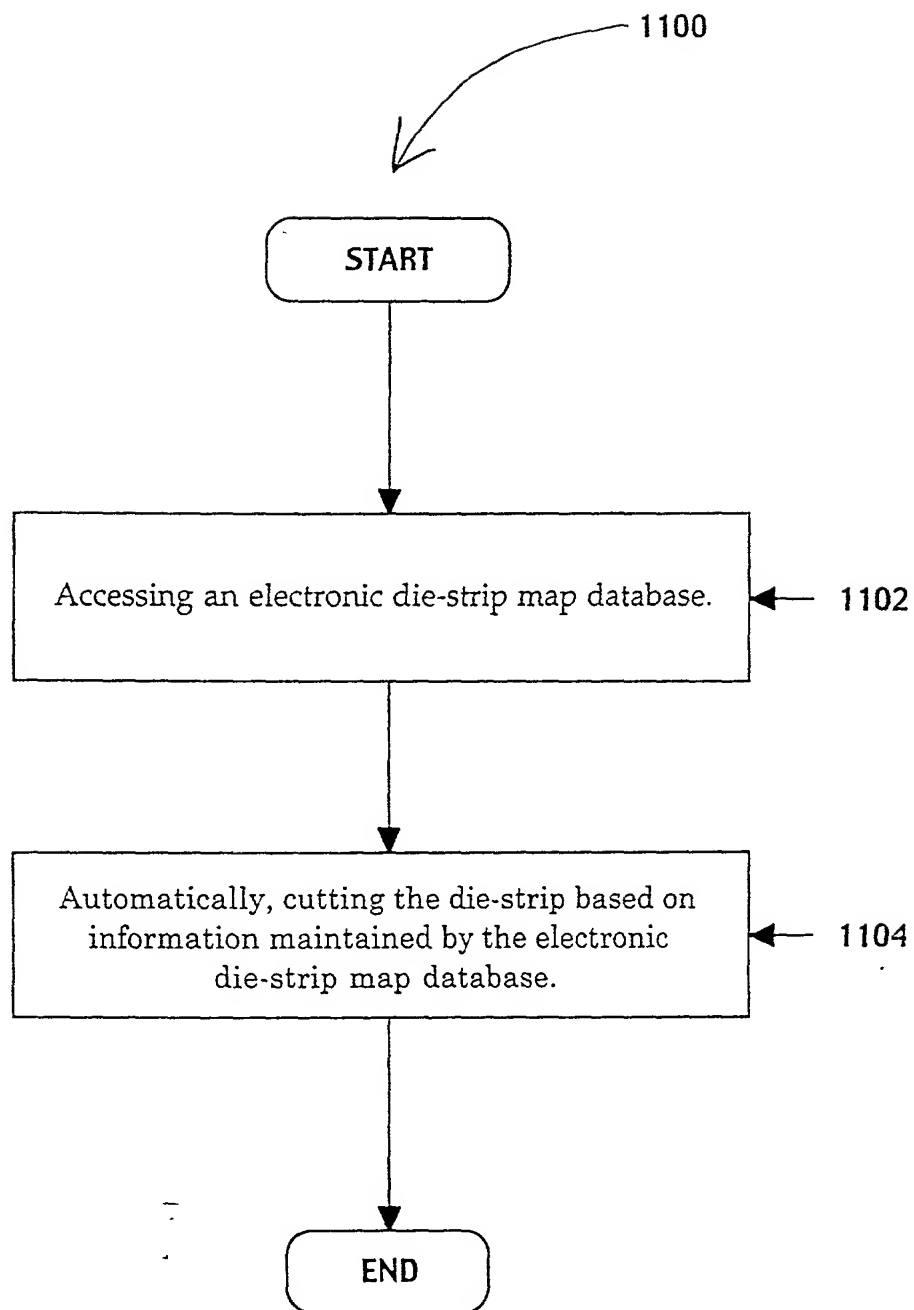 1100
START
Accessing an electronic die-strip map database.
1102
Automatically, cutting the die-strip based on
information maintained by the electronic
die-strip map database.
1104
END